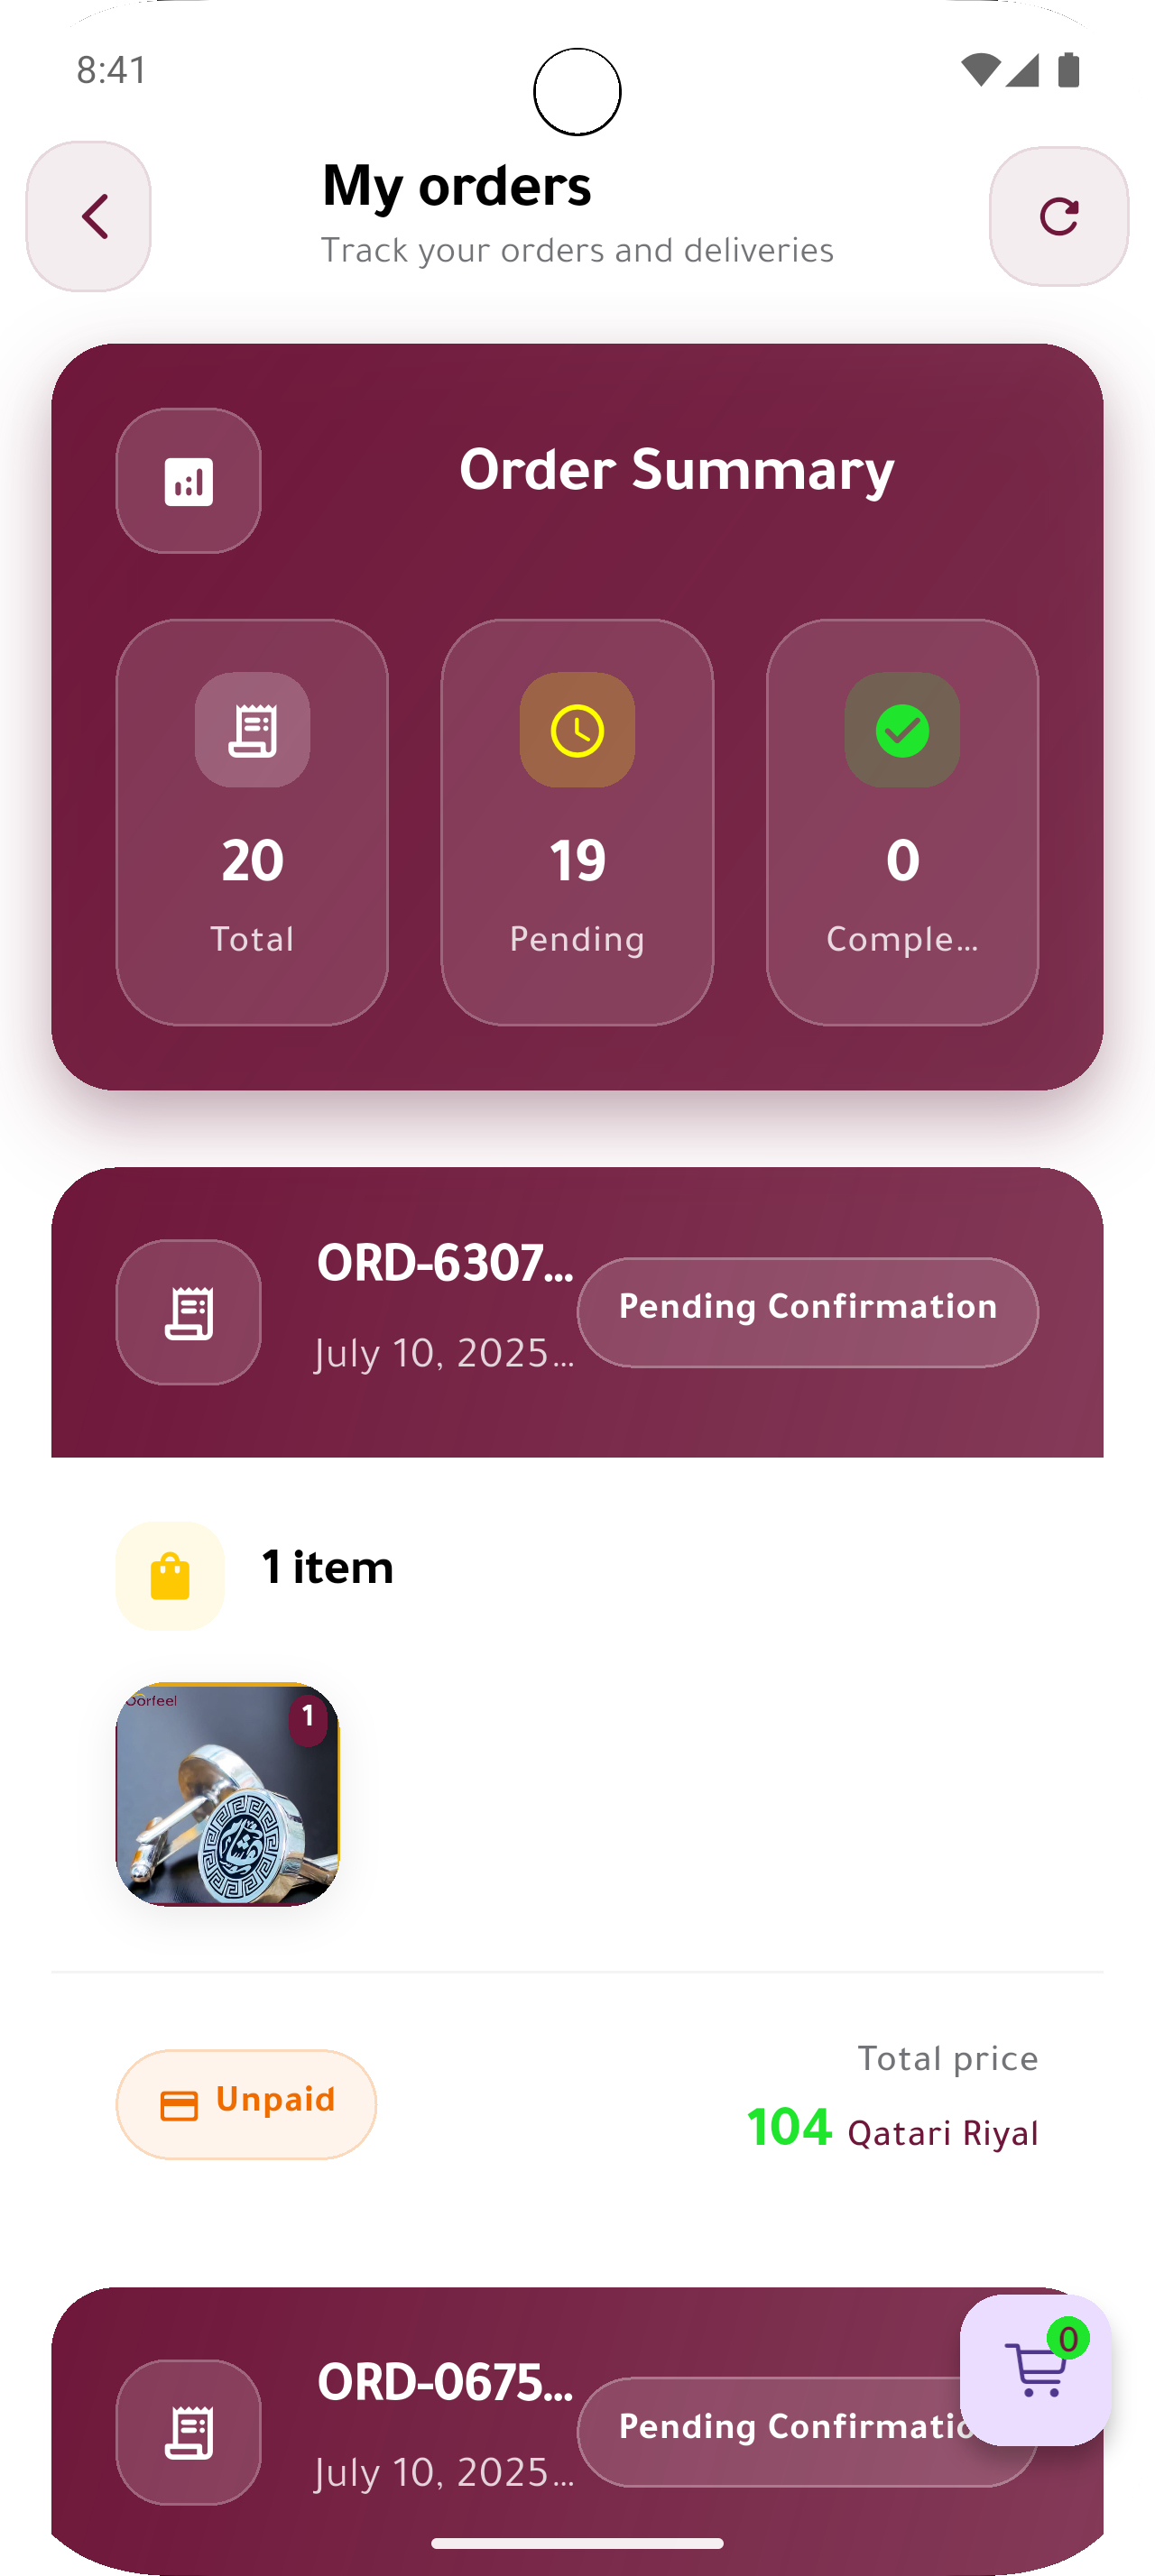 8:41
My orders
Track your orders and deliveries
Order Summary
20
Total
19
Pending
0
Comple...
ORD-6307...
July 10, 2025...
Pending Confirmation
1 item
1
Unpaid
Total price
104 Qatari Riyal
0
ORD-0675...
July 10, 2025...
Pending Confirmatio